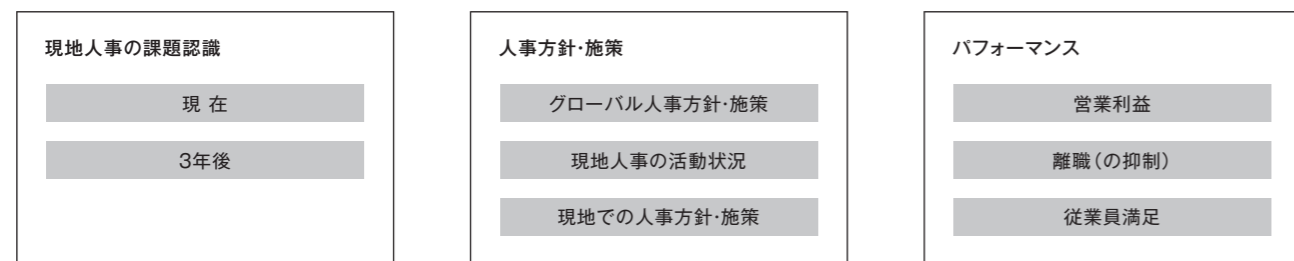 現地人事の課題認識
現 在
3年後
人事方針・施策
グローバル人事方針・施策
現地人事の活動状況
現地での人事方針・施策
パフォーマンス
営業利益
離職（の抑制）
従業員満足